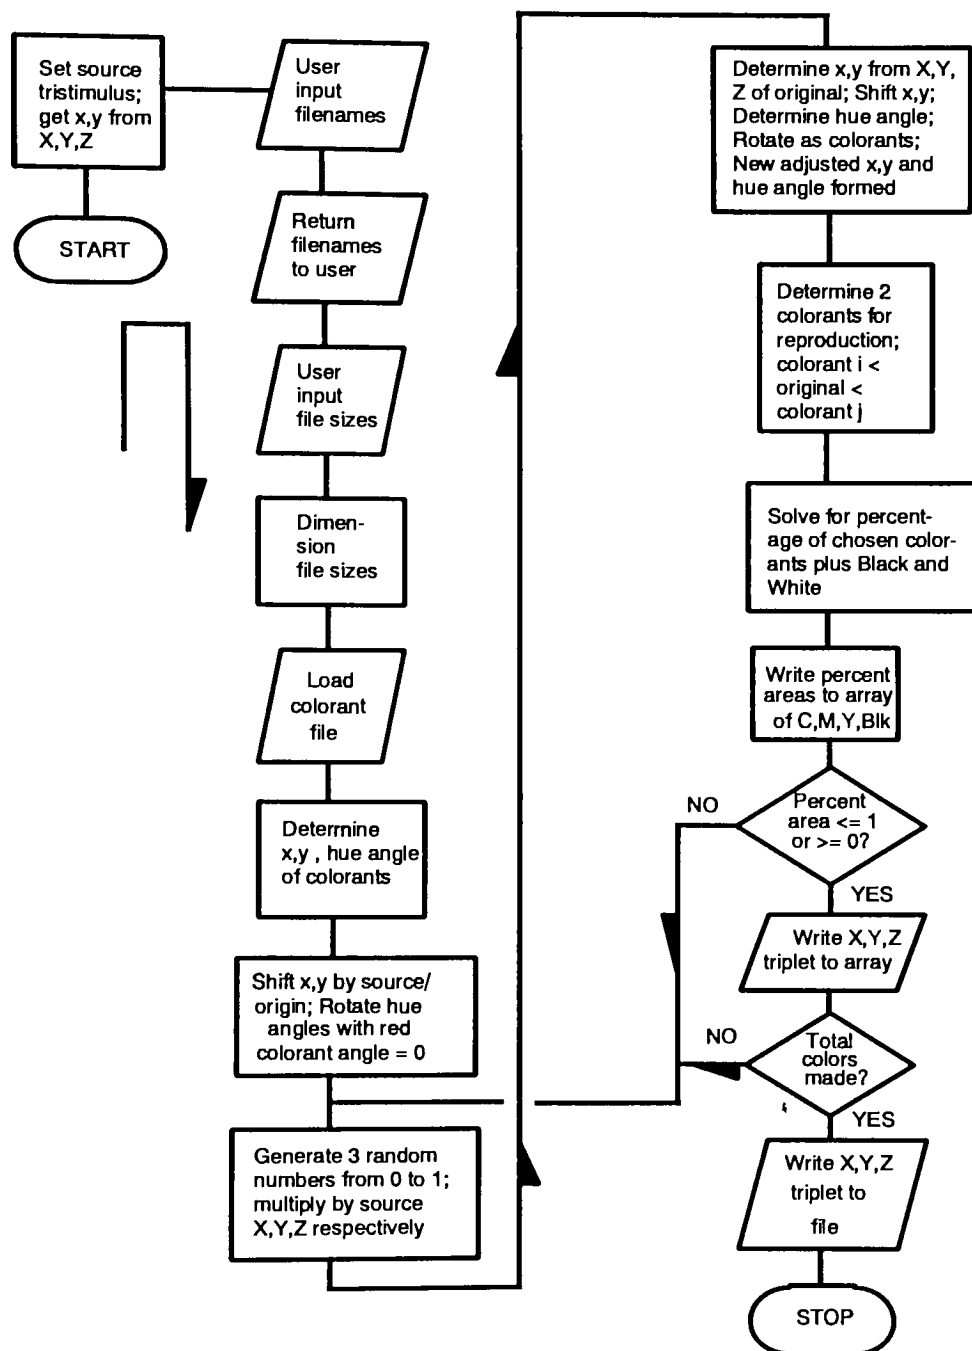 Set source
tristimulus;
get x,y from
X,Y,Z
START
User
input
filenames
Return
filenames
to user
User
input
file sizes
Dimen-
sion
file sizes
Load
colorant
file
Determine
x,y , hue angle
of colorants
Shift x,y by source/
origin; Rotate hue
angles with red
colorant angle = 0
Generate 3 random
numbers from 0 to 1;
multiply by source
X,Y,Z respectively
Determine x,y from X,Y,
Z of original; Shift x,y;
Determine hue angle;
Rotate as colorants;
New adjusted x,y and
hue angle formed
Determine 2
colorants for
reproduction;
colorant i <
original <
colorant j
Solve for percent-
age of chosen color-
ants plus Black and
White
Write percent
areas to array
of C,M,Y,Blk
Percent
area <= 1
or >= 0?
NO
YES
Write X,Y,Z
triplet to array
Total
colors
made?
NO
YES
Write X,Y,Z
triplet to
file
STOP